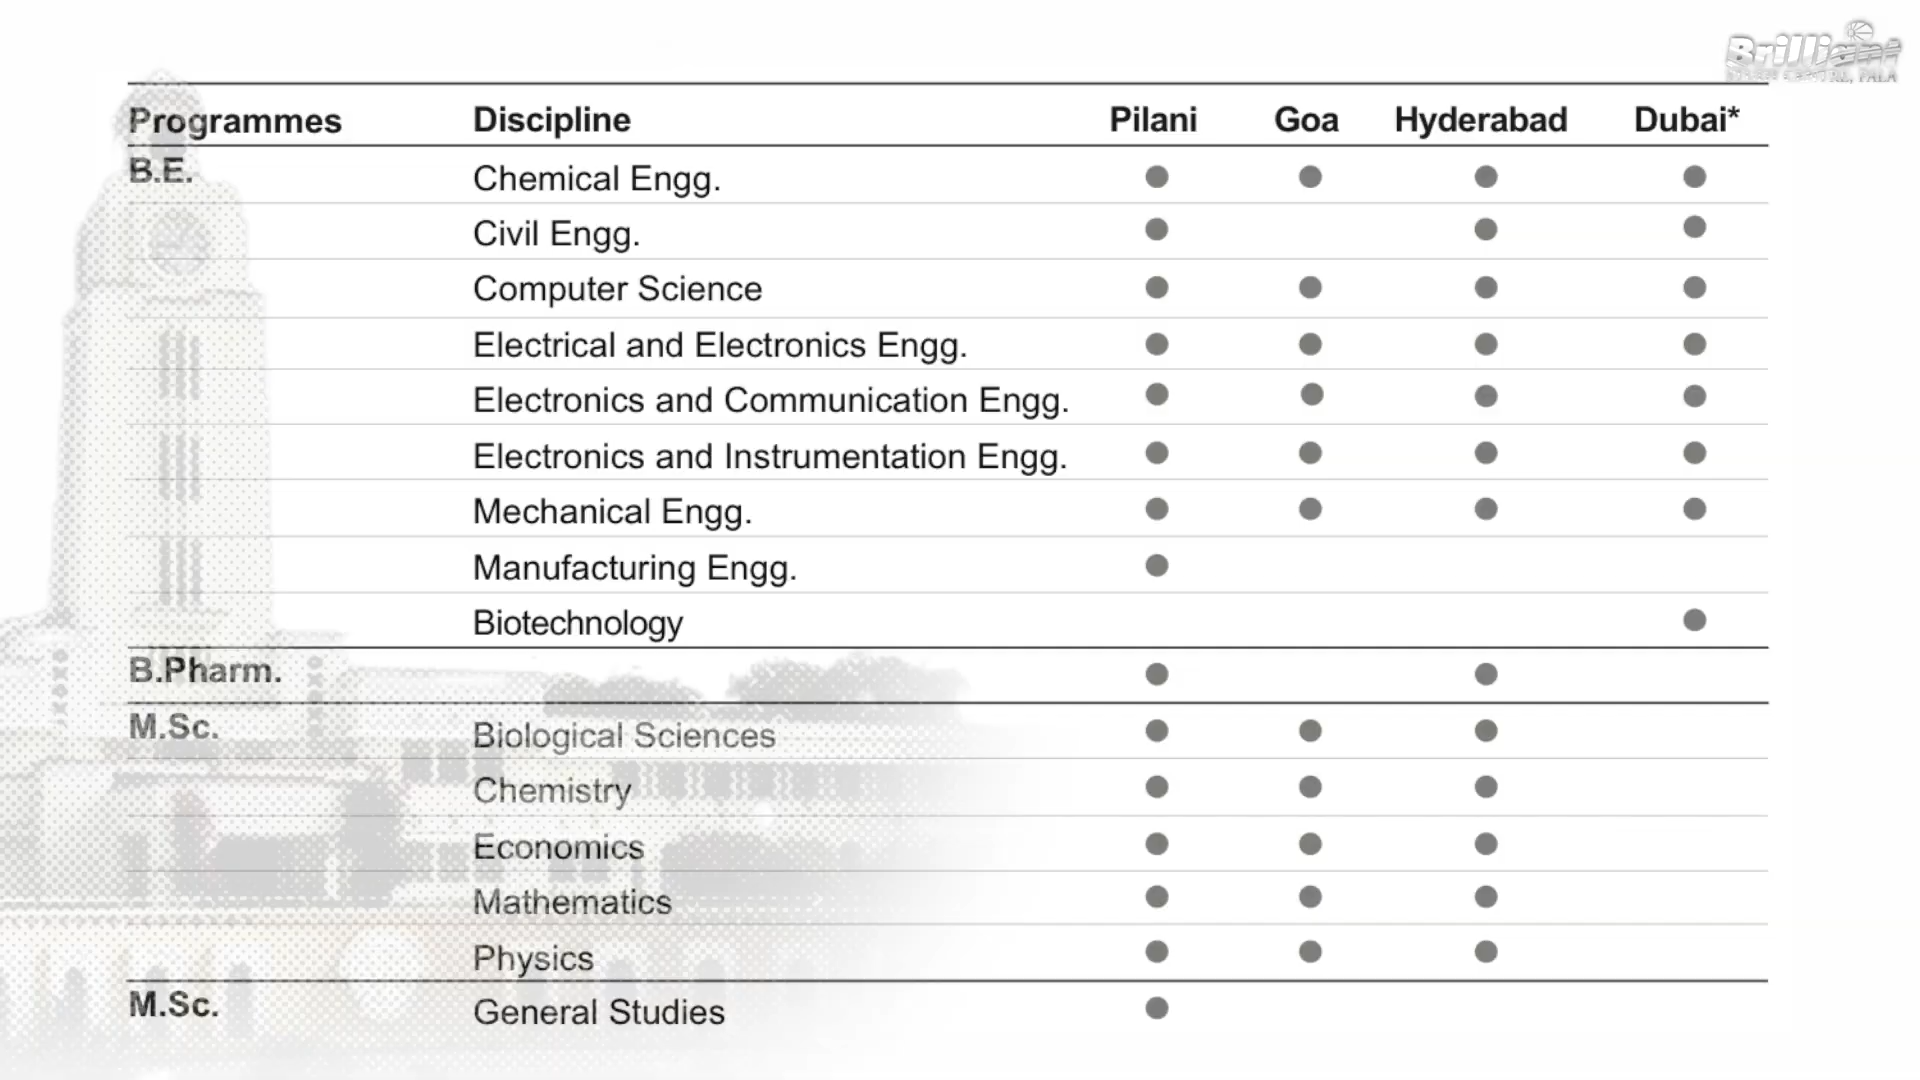 Brilliant
Programmes Discipline Pilani Goa Hyderabad Dubai*
B.E. Chemical Engg. ● ● ● ●
Civil Engg. ● ● ●
Computer Science ● ● ● ●
Electrical and Electronics Engg. ● ● ● ●
Electronics and Communication Engg. ● ● ● ●
Electronics and Instrumentation Engg. ● ● ● ●
Mechanical Engg. ● ● ● ●
Manufacturing Engg. ●
Biotechnology ●
B.Pharm. ● ●
M.Sc. Biological Sciences ● ● ●
Chemistry ● ● ●
Economics ● ● ●
Mathematics ● ● ●
Physics ● ● ●
M.Sc. General Studies ●